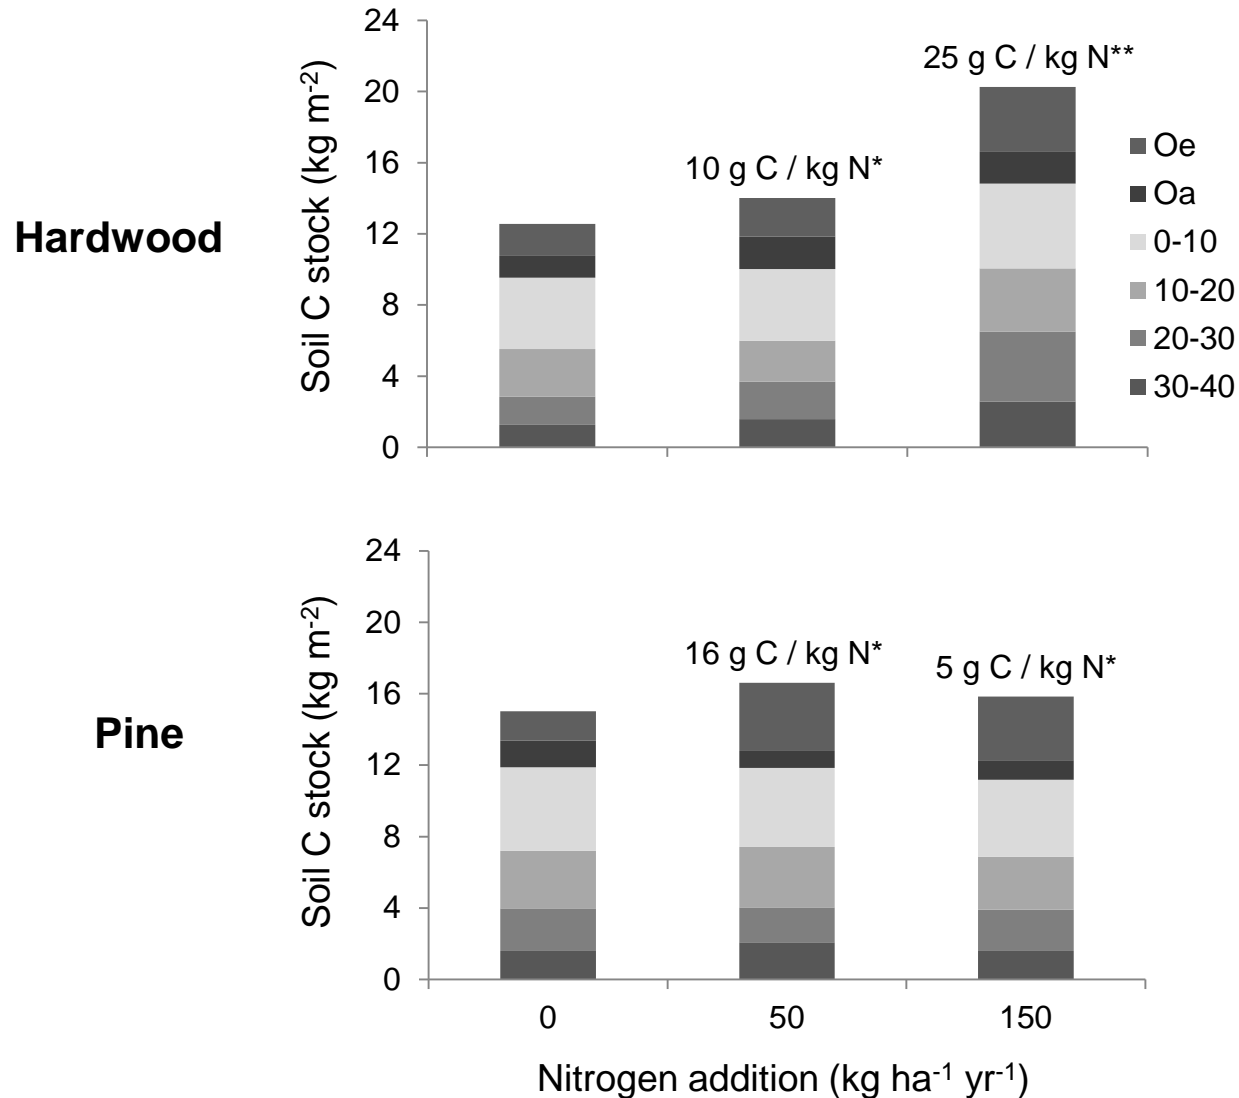 24
20
16
12
8
4
0
Soil C stock (kg m⁻²)
Hardwood
10 g C / kg N*
25 g C / kg N**
Oe
Oa
0-10
10-20
20-30
30-40
24
20
16
12
8
4
0
Soil C stock (kg m⁻²)
Pine
16 g C / kg N*
5 g C / kg N*
0 50 150
Nitrogen addition (kg ha⁻¹ yr⁻¹)